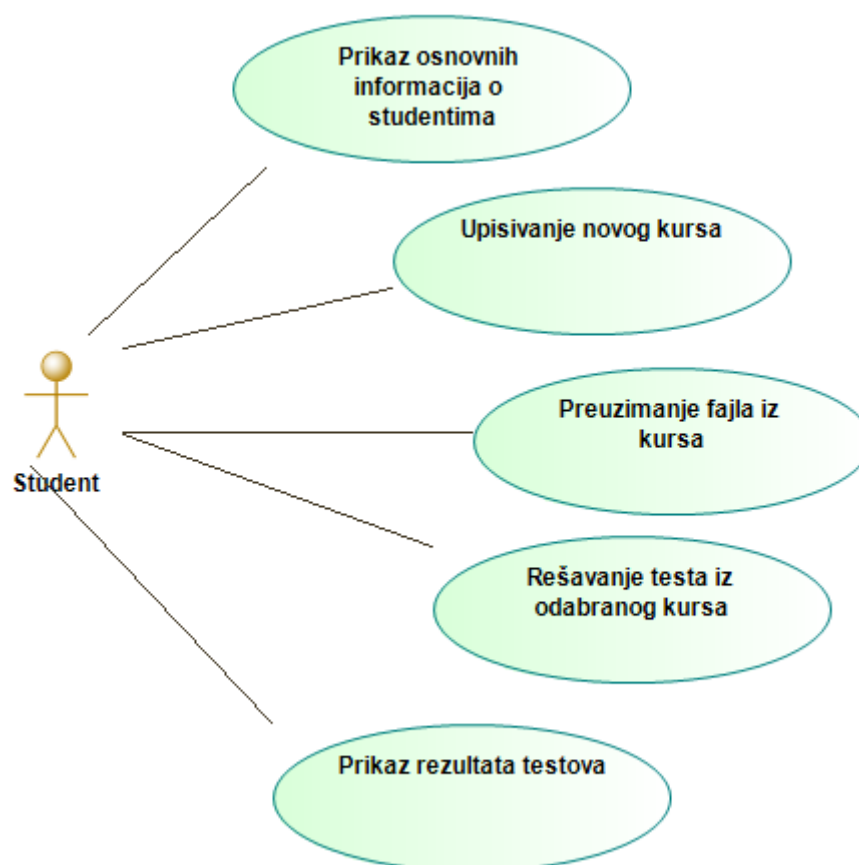 Prikaz osnovnih
informacija o
studentima
Upisivanje novog kursa
Preuzimanje fajla iz
kursa
Student
Rešavanje testa iz
odabranog kursa
Prikaz rezultata testova